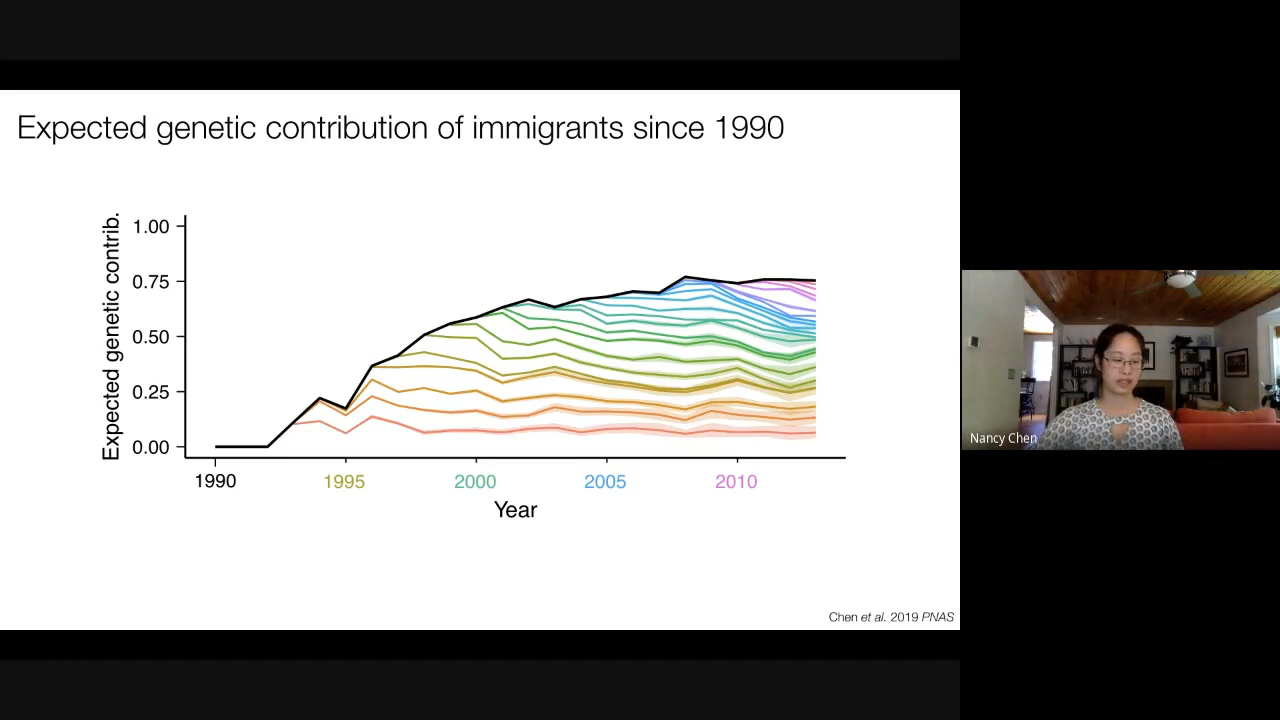 Expected genetic contribution of immigrants since 1990
Expected genetic contrib.
1.00
0.75
0.50
0.25
0.00
1990 1995 2000 2005 2010
Year
Chen et al. 2019 PNAS
Nancy Chen